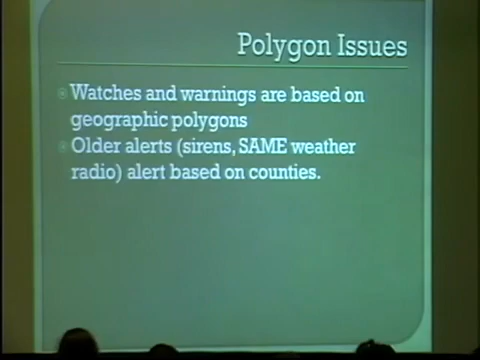 Polygon Issues
Watches and warnings are based on
geographic polygons
Older alerts (sirens, SAME weather
radio) alert based on counties.